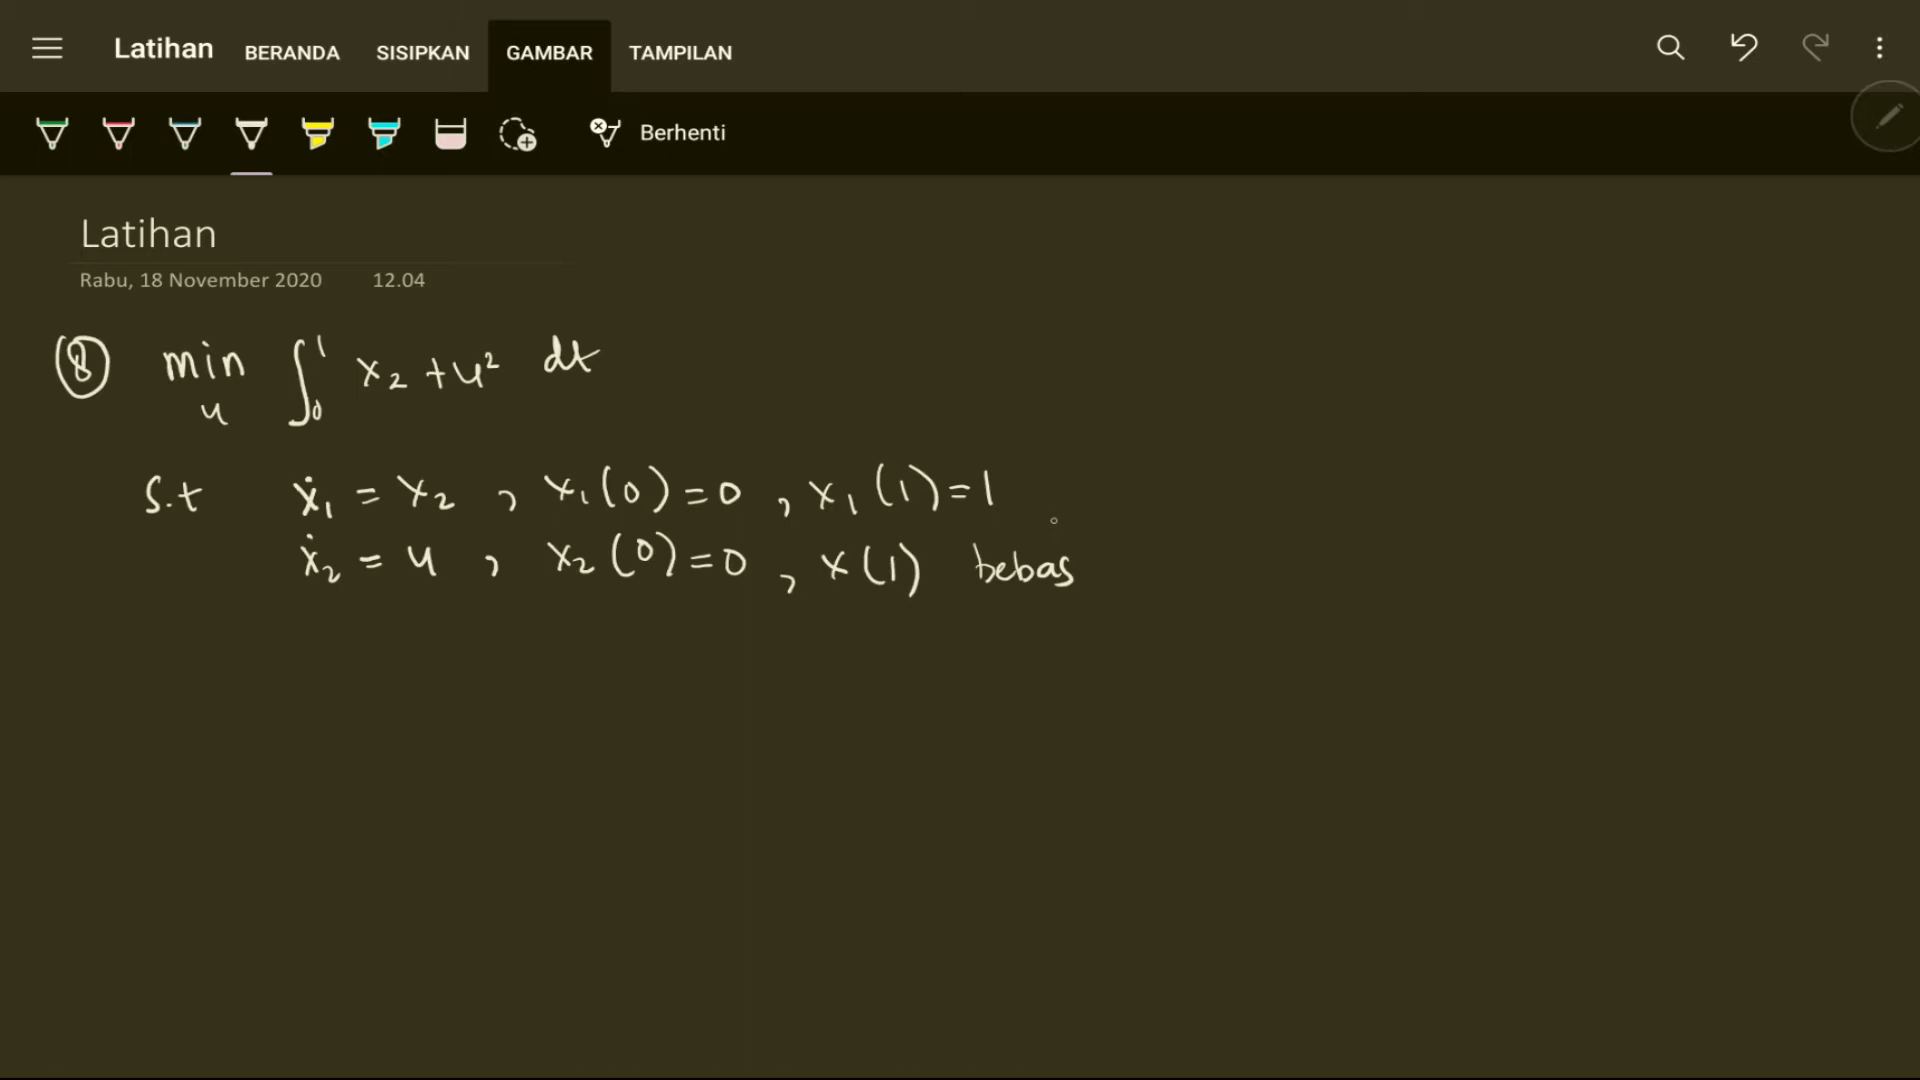 Latihan BERANDA SISIPKAN GAMBAR TAMPILAN
Berhenti
Latihan
Rabu, 18 November 2020 12.04
⑧ min ∫₀¹ x₂ + u² dt
u
s.t ẋ₁ = x₂ , x₁(0) = 0 , x₁(1) = 1
ẋ₂ = u , x₂(0) = 0 , x(1) bebas